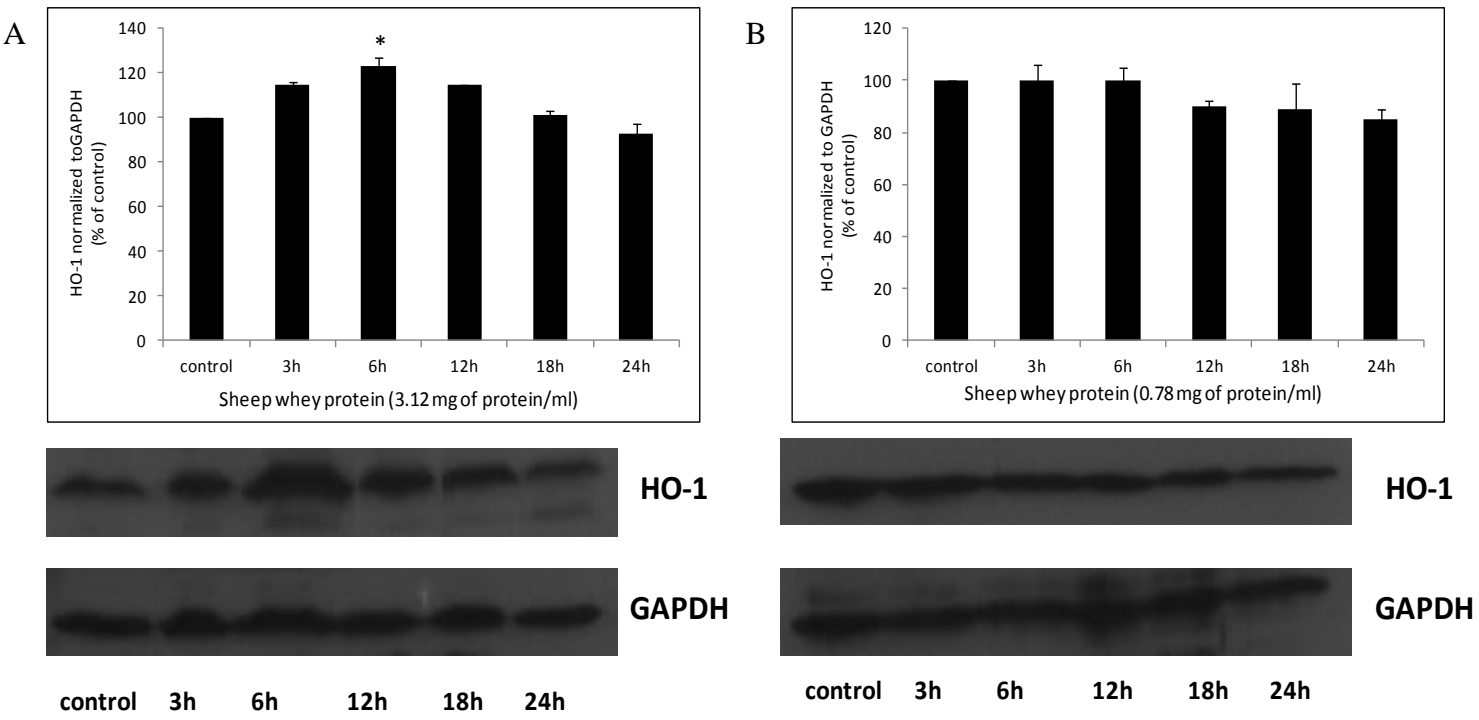 A
140
120
100
80
60
40
20
0
HO-1 normalized toGAPDH
(% of control)
*
control 3h 6h 12h 18h 24h
Sheep whey protein (3.12 mg of protein/ml)
HO-1
GAPDH
control 3h 6h 12h 18h 24h
B
120
100
80
60
40
20
0
HO-1 normalized to GAPDH
(% of control)
control 3h 6h 12h 18h 24h
Sheep whey protein (0.78 mg of protein/ml)
HO-1
GAPDH
control 3h 6h 12h 18h 24h